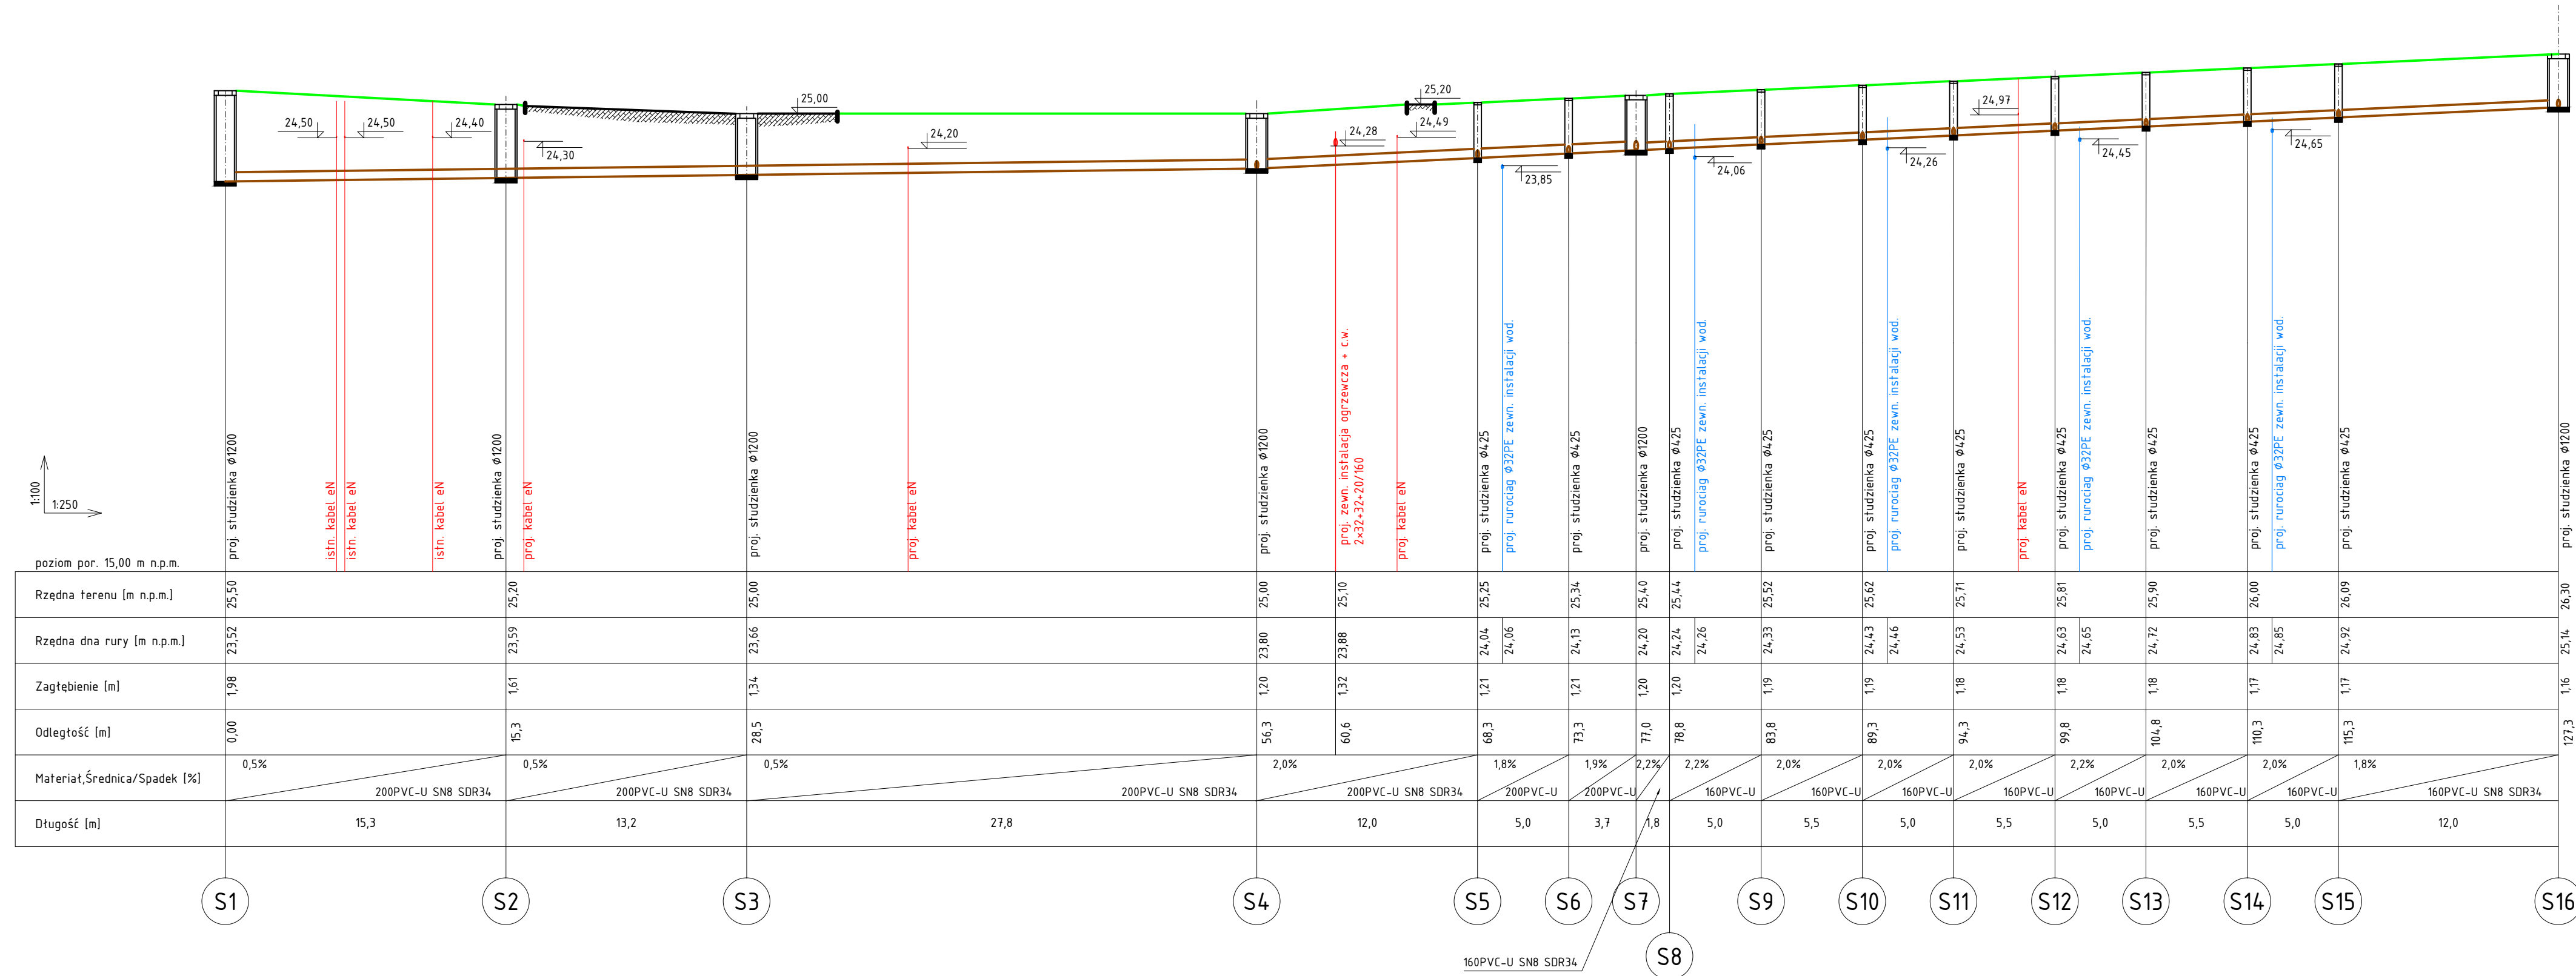 25,00
25,20
24,50
24,50
24,40
24,30
24,20
24,28
24,49
23,85
24,06
24,26
24,97
24,45
24,65
1:100
1:250
proj. studzienka Ø1200
istn. kabel eN
istn. kabel eN
istn. kabel eN
proj. studzienka Ø1200
proj. kabel eN
proj. studzienka Ø1200
proj. kabel eN
proj. studzienka Ø1200
proj. zewn. instalacja ogrzewcza + c.w.
2×32+32+20/160
proj. kabel eN
proj. studzienka Ø425
proj. rurociag Ø32PE zewn. instalacji wod.
proj. studzienka Ø425
proj. studzienka Ø1200
proj. studzienka Ø425
proj. rurociag Ø32PE zewn. instalacji wod.
proj. studzienka Ø425
proj. studzienka Ø425
proj. rurociag Ø32PE zewn. instalacji wod.
proj. studzienka Ø425
proj. kabel eN
proj. studzienka Ø425
proj. rurociag Ø32PE zewn. instalacji wod.
proj. studzienka Ø425
proj. studzienka Ø425
proj. rurociag Ø32PE zewn. instalacji wod.
proj. studzienka Ø425
proj. studzienka Ø1200
poziom por. 15,00 m n.p.m.
Rzędna terenu [m n.p.m.] 25,50 25,20 25,00 25,00 25,10 25,25 25,34 25,40 25,44 25,52 25,62 25,71 25,81 25,90 26,00 26,09 26,30
Rzędna dna rury [m n.p.m.] 23,52 23,59 23,66 23,80 23,88 24,04 24,06 24,13 24,20 24,24 24,26 24,33 24,43 24,46 24,53 24,63 24,65 24,72 24,83 24,85 24,92 25,14
Zagłębienie [m] 1,98 1,61 1,34 1,20 1,32 1,21 1,21 1,20 1,20 1,19 1,19 1,18 1,18 1,18 1,17 1,17 1,16
Odległość [m] 0,00 15,3 28,5 56,3 60,6 68,3 73,3 77,0 78,8 83,8 89,3 94,3 99,8 104,8 110,3 115,3 127,3
0,5% 0,5% 0,5% 2,0% 1,8% 1,9% 2,2% 2,2% 2,0% 2,0% 2,0% 2,2% 2,0% 2,0% 1,8%
Materiał,Średnica/Spadek [%]
200PVC-U SN8 SDR34 200PVC-U SN8 SDR34 200PVC-U SN8 SDR34 200PVC-U SN8 SDR34 200PVC-U 200PVC-U 160PVC-U 160PVC-U 160PVC-U 160PVC-U 160PVC-U 160PVC-U 160PVC-U 160PVC-U SN8 SDR34
Długość [m] 15,3 13,2 27,8 12,0 5,0 3,7 1,8 5,0 5,5 5,0 5,5 5,0 5,5 5,0 12,0
S1 S2 S3 S4 S5 S6 S7 S9 S10 S11 S12 S13 S14 S15 S16
S8
160PVC-U SN8 SDR34